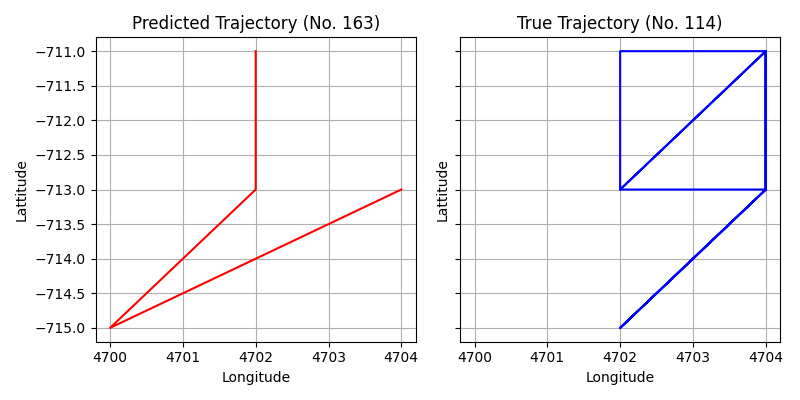 Predicted Trajectory (No. 163)
−711.0
−711.5
−712.0
−712.5
−713.0
−713.5
−714.0
−714.5
−715.0
Lattitude
4700 4701 4702 4703 4704
Longitude
True Trajectory (No. 114)
Lattitude
4700 4701 4702 4703 4704
Longitude